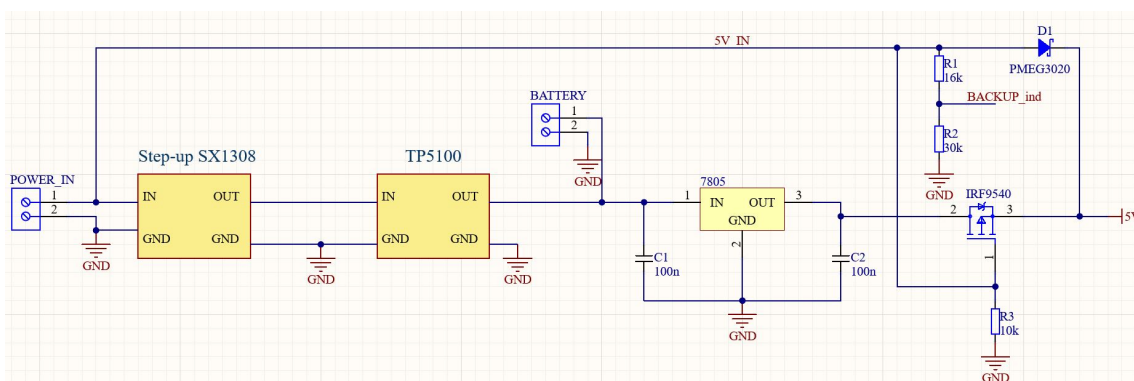 5V_IN
D1
PMEG3020
R1
16k
BACKUP_ind
R2
30k
GND
BATTERY
1
2
GND
Step-up SX1308
TP5100
POWER_IN
1
2
GND
IN
OUT
GND
GND
GND
IN
OUT
GND
GND
GND
7805
1
IN
OUT
3
GND
2
C1
100n
C2
100n
GND
IRF9540
2
3
1
R3
10k
GND